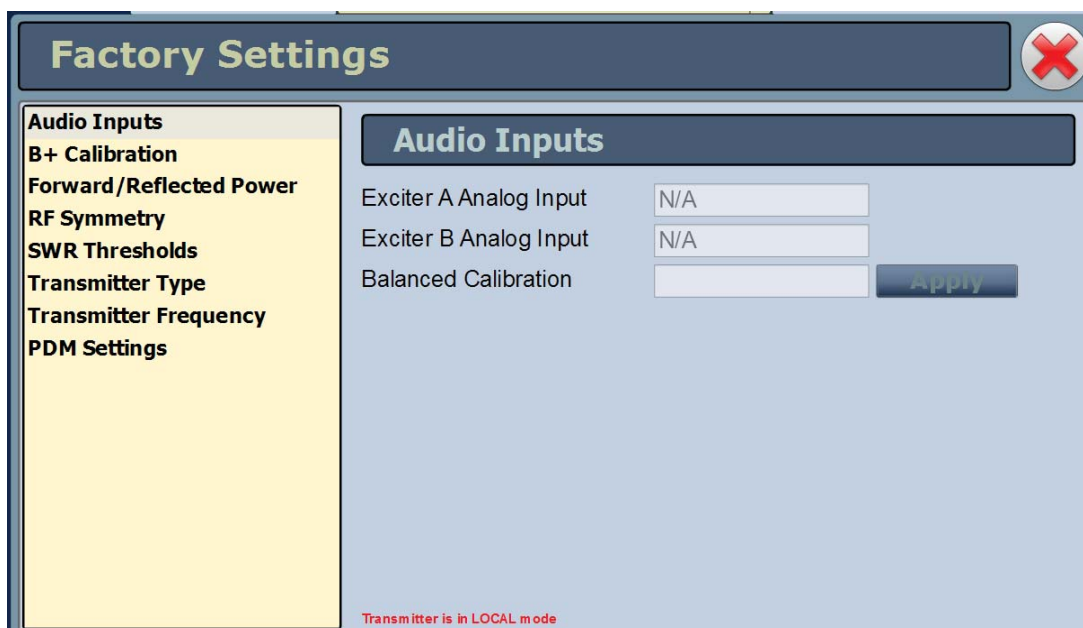 Factory Settings
Audio Inputs
B+ Calibration
Forward/Reflected Power
RF Symmetry
SWR Thresholds
Transmitter Type
Transmitter Frequency
PDM Settings
Audio Inputs
Exciter A Analog Input N/A
Exciter B Analog Input N/A
Balanced Calibration Apply
Transmitter is in LOCAL mode